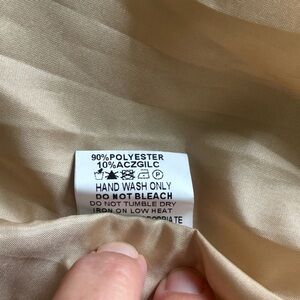 90%POLYESTER
10%ACZGILC
HAND WASH ONLY
DO NOT BLEACH
DO NOT TUMBLE DRY
IRON ON LOW HEAT